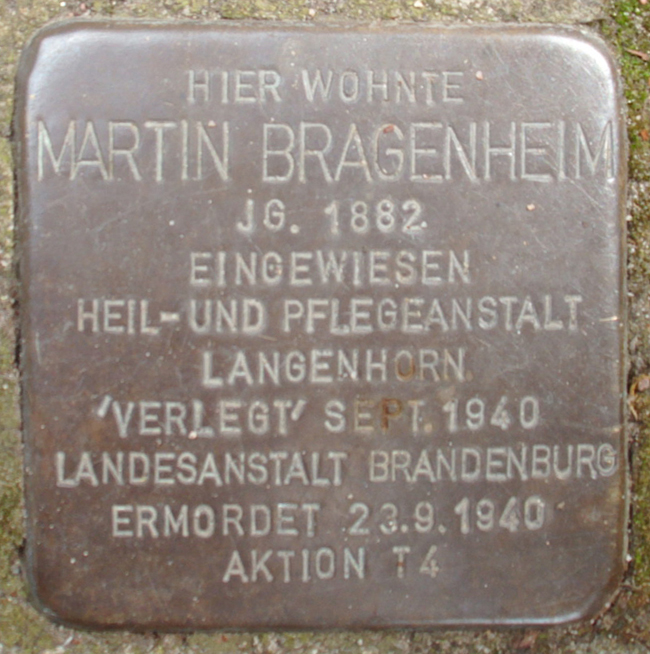 HIER WOHNTE
MARTIN BRAGENHEIM
JG. 1882
EINGEWIESEN
HEIL-UND PFLEGEANSTALT
LANGENHORN
'VERLEGT' SEPT. 1940
LANDESANSTALT BRANDENBURG
ERMORDET 23.9.1940
AKTION T4